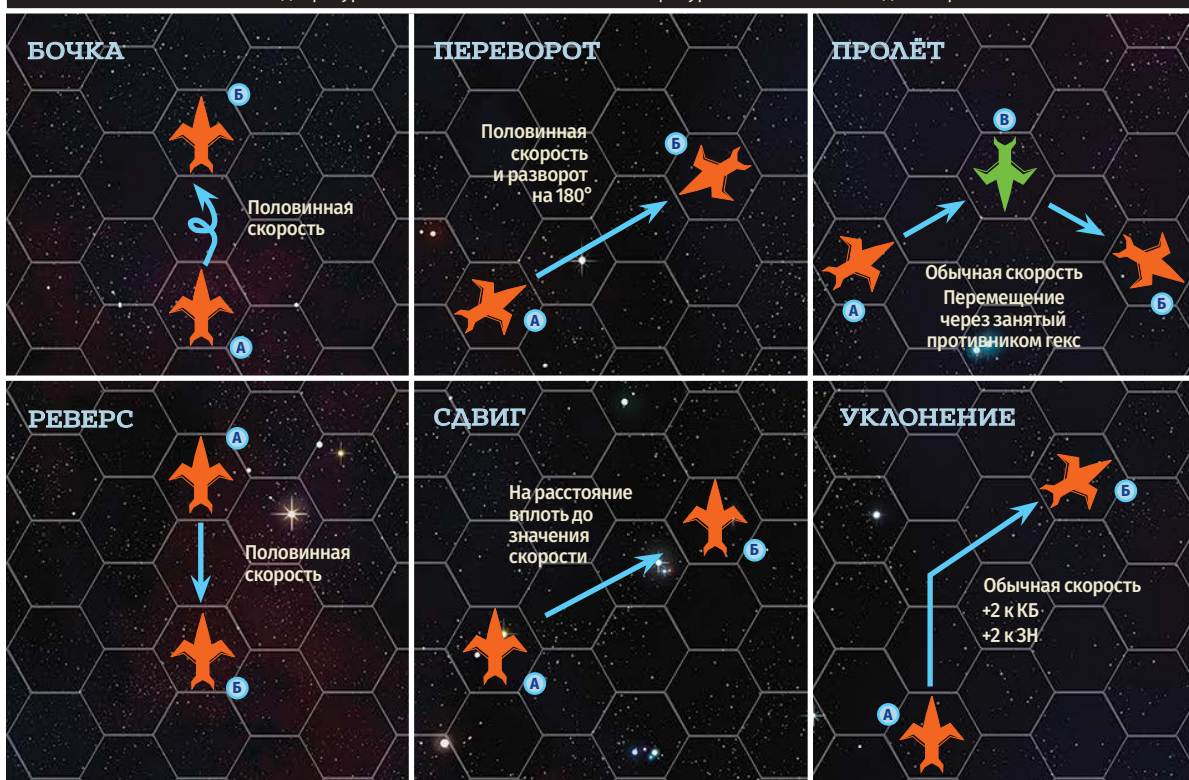 БОЧКА
Б
Половинная
скорость
А
ПЕРЕВОРОТ
Половинная
скорость
и разворот
на 180°
Б
А
ПРОЛЁТ
В
А
Обычная скорость
Перемещение
через занятый
противником гекс
Б
РЕВЕРС
А
Половинная
скорость
Б
СДВИГ
На расстояние
вплоть до
значения
скорости
Б
А
УКЛОНЕНИЕ
Б
Обычная скорость
+2 к КБ
+2 к ЗН
А